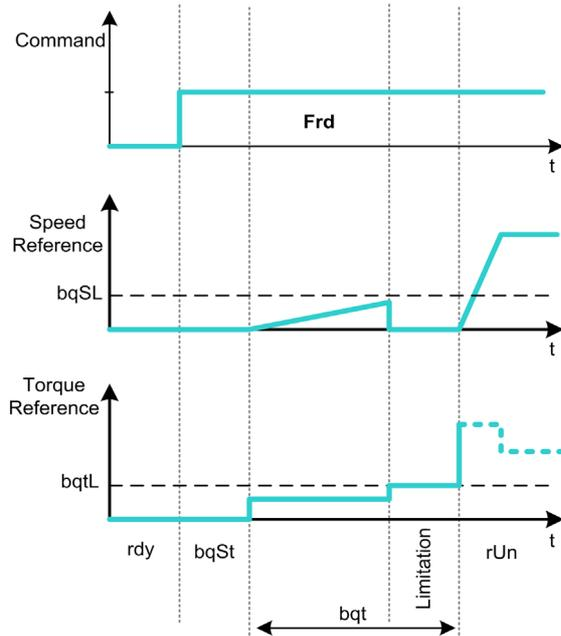 Command
Frd
t
Speed
Reference
bqSL
t
Torque
Reference
bqtL
t
rdy
bqSt
Limitation
rUn
bqt